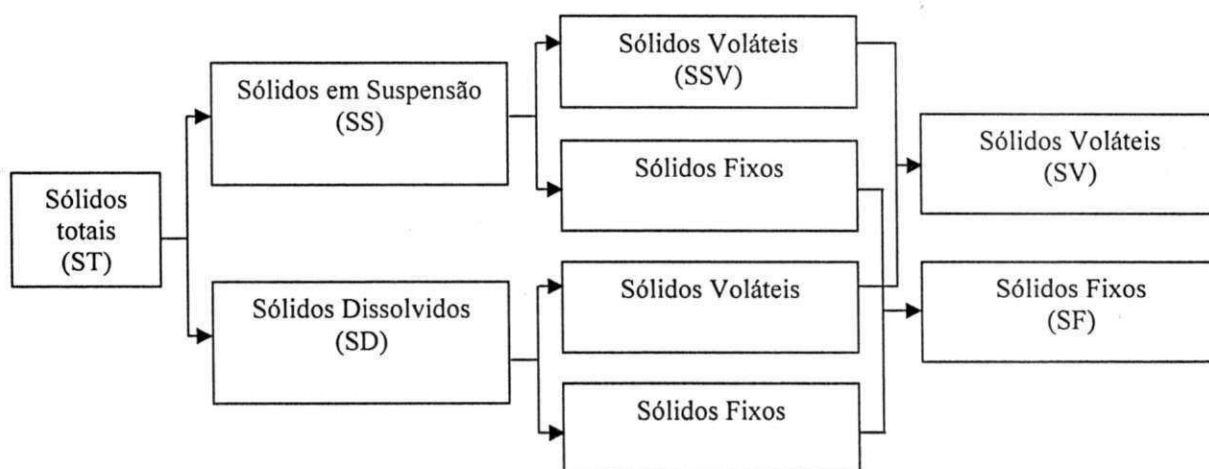 Sólidos
totais
(ST)
Sólidos em Suspensão
(SS)
Sólidos Dissolvidos
(SD)
Sólidos Voláteis
(SSV)
Sólidos Fixos
Sólidos Voláteis
Sólidos Fixos
Sólidos Voláteis
(SV)
Sólidos Fixos
(SF)